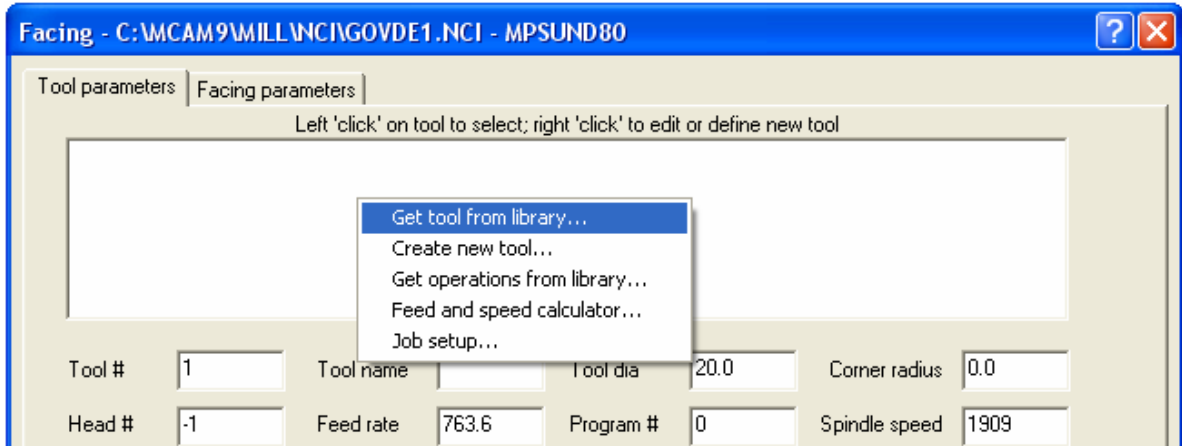 Facing - C:\MCAM9\MILL\NCI\GOVDE1.NCI - MPSUND80
Tool parameters Facing parameters
Left 'click' on tool to select; right 'click' to edit or define new tool
Get tool from library...
Create new tool...
Get operations from library...
Feed and speed calculator...
Job setup...
Tool # 1 Tool name Tool dia 20.0 Corner radius 0.0
Head # -1 Feed rate 763.6 Program # 0 Spindle speed 1909